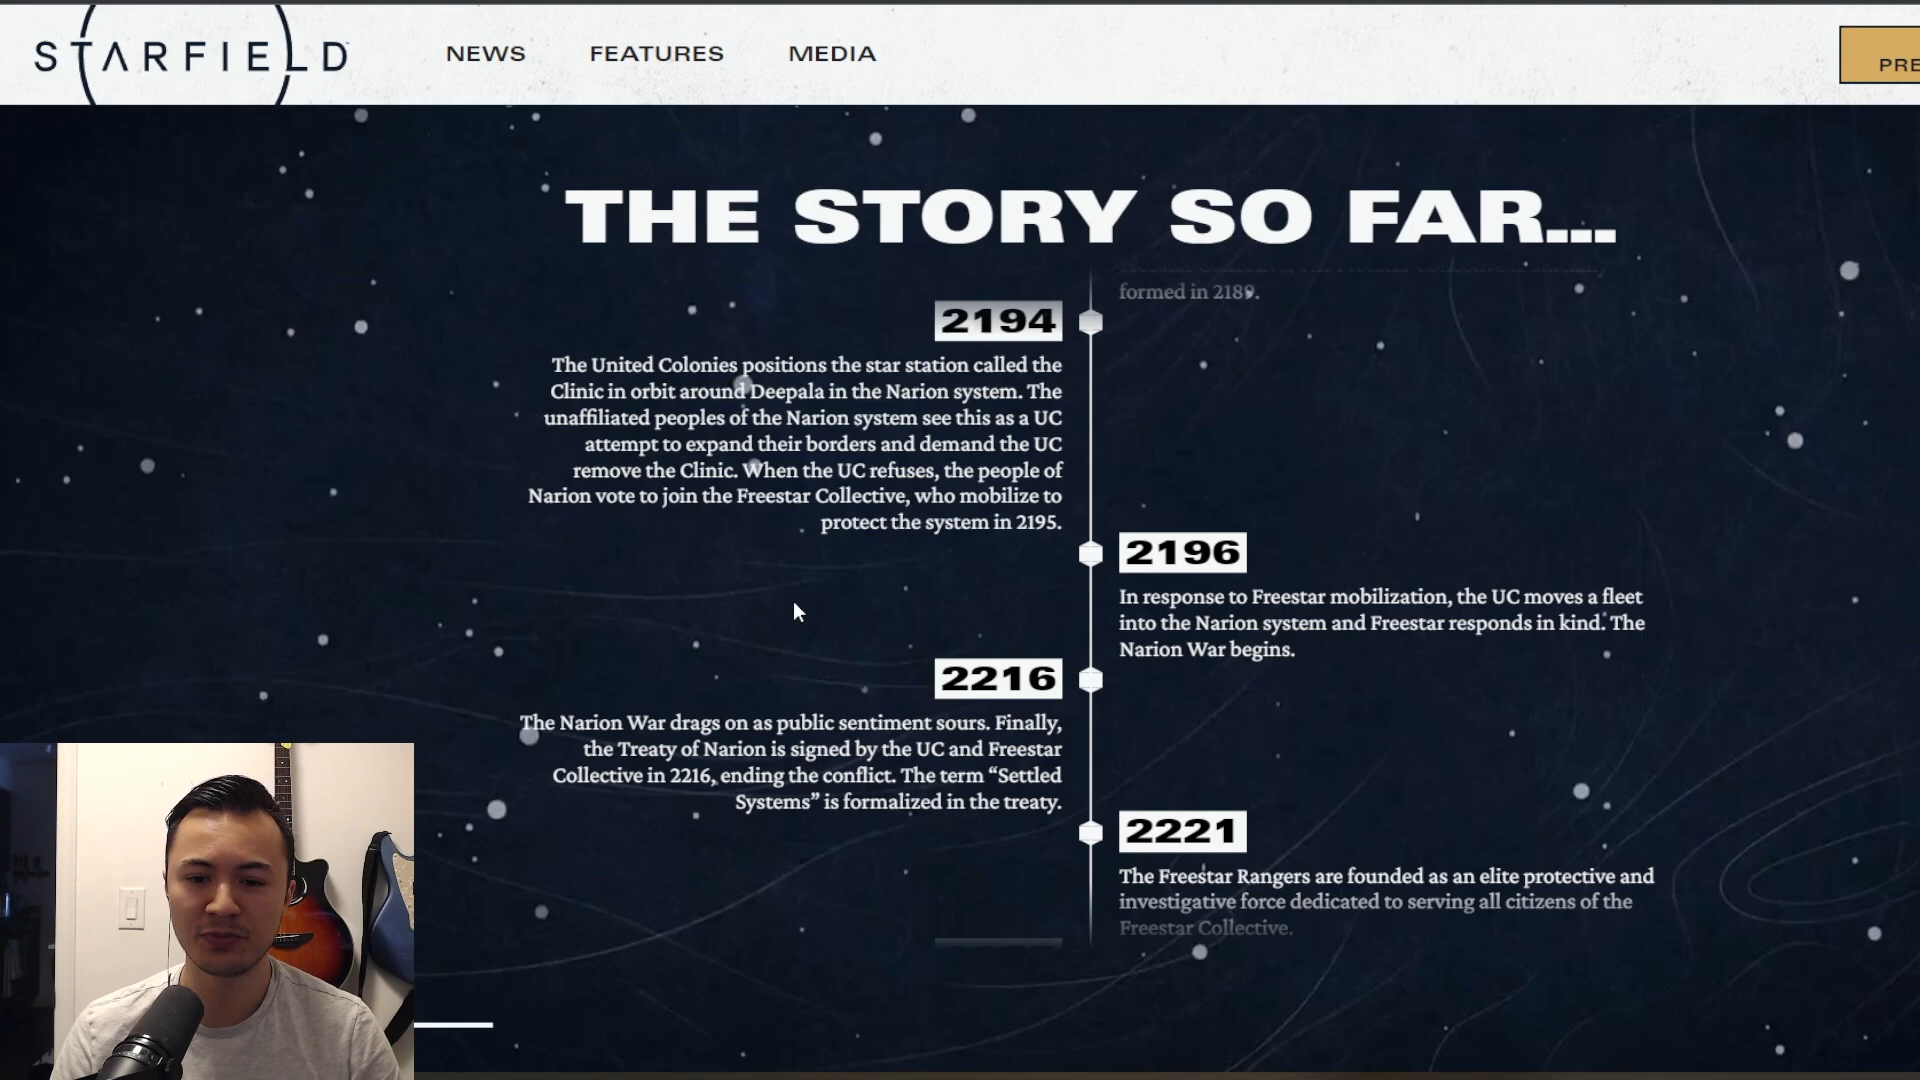 STARFIELD
NEWS
FEATURES
MEDIA
PRE
THE STORY SO FAR...
formed in 2189.
2194
The United Colonies positions the star station called the
Clinic in orbit around Deepala in the Narion system. The
unaffiliated peoples of the Narion system see this as a UC
attempt to expand their borders and demand the UC
remove the Clinic. When the UC refuses, the people of
Narion vote to join the Freestar Collective, who mobilize to
protect the system in 2195.
2196
In response to Freestar mobilization, the UC moves a fleet
into the Narion system and Freestar responds in kind. The
Narion War begins.
2216
The Narion War drags on as public sentiment sours. Finally,
the Treaty of Narion is signed by the UC and Freestar
Collective in 2216, ending the conflict. The term “Settled
Systems” is formalized in the treaty.
2221
The Freestar Rangers are founded as an elite protective and
investigative force dedicated to serving all citizens of the
Freestar Collective.